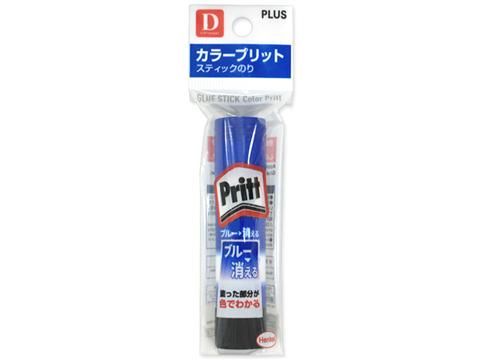 D
PLUS
カラープリット
スティックのり
GLUE STICK Color Pritt
Pritt
ブルー▸消える
ブルー
消える
塗った部分が
色でわかる
Henkel